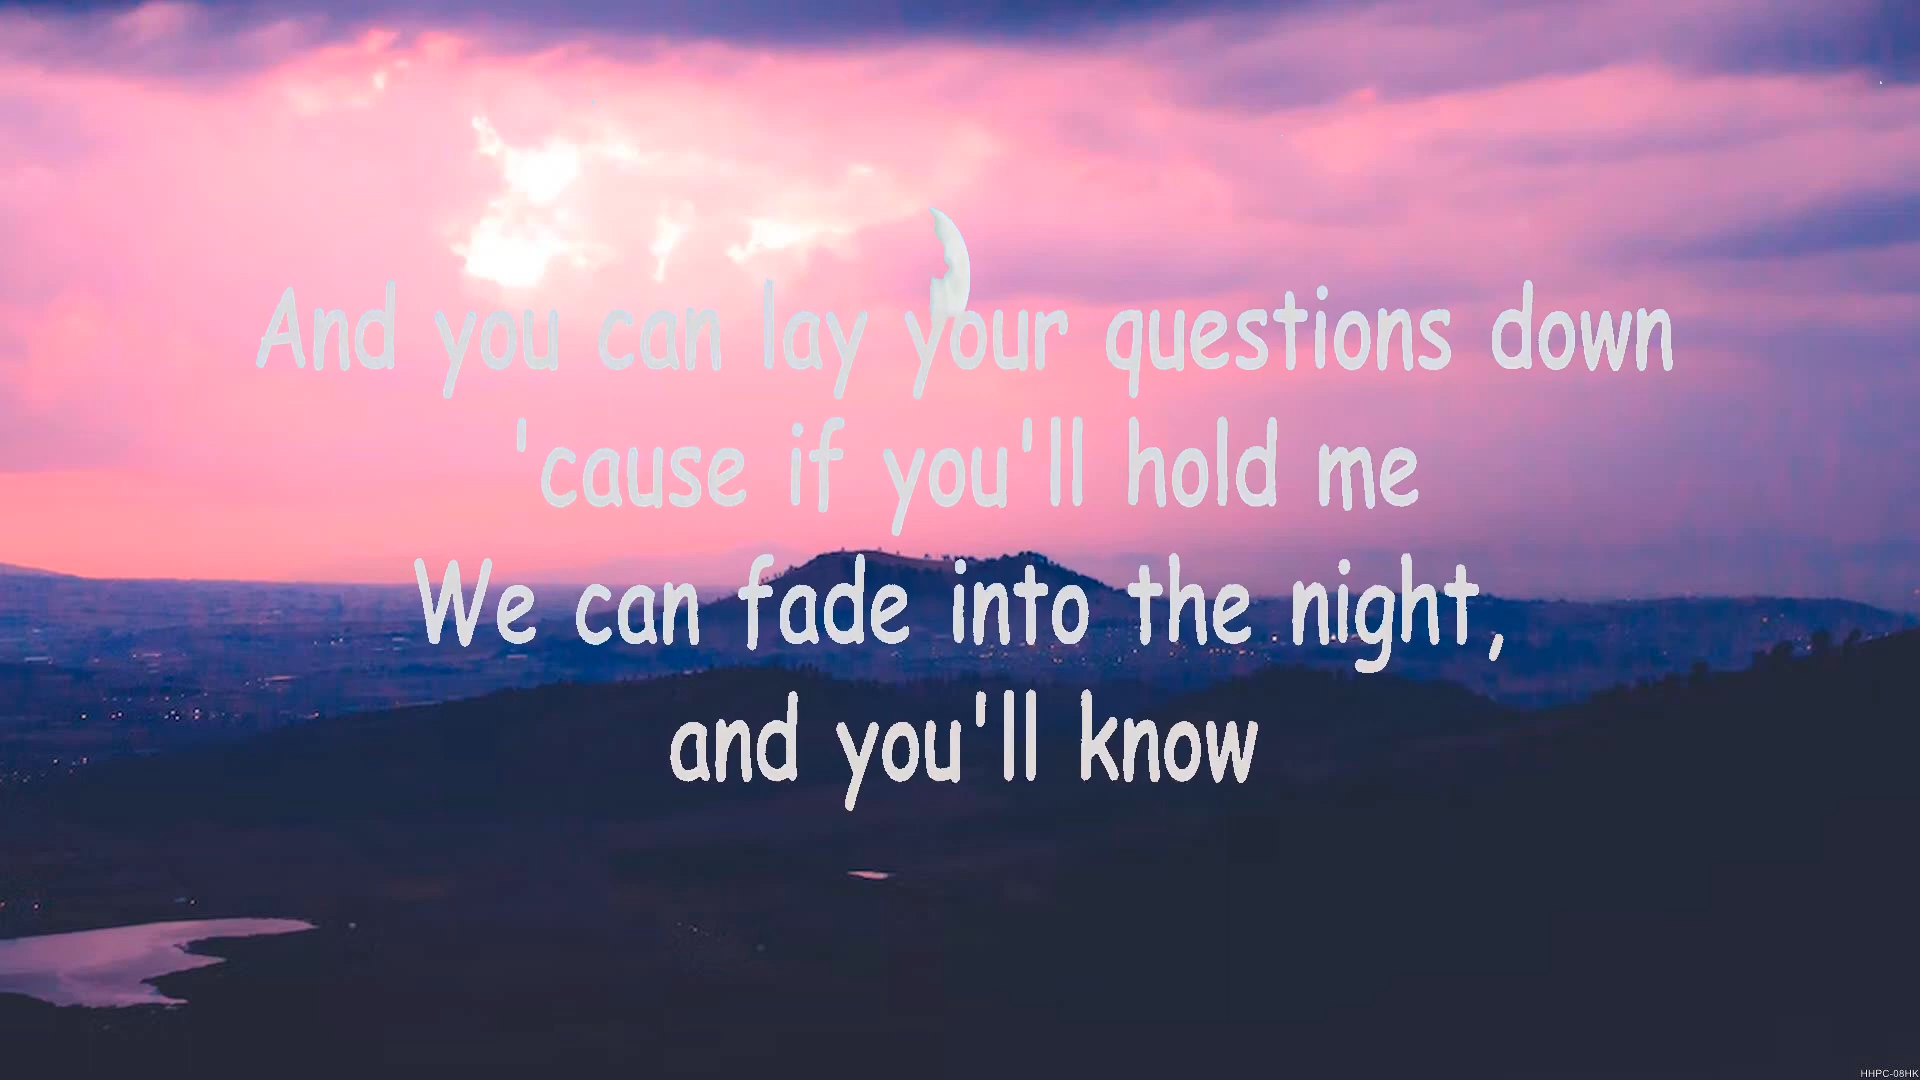 And you can lay your questions down
'cause if you'll hold me
We can fade into the night,
and you'll know
HHPC-08HK